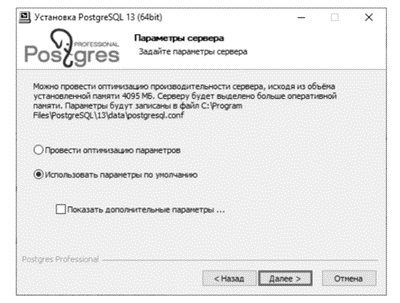 Установка PostgreSQL 13 (64bit)
PROFESSIONAL
Postgres
Параметры сервера
Задайте параметры сервера
Можно провести оптимизацию производительности сервера, исходя из объёма
установленной памяти 4095 МБ. Серверу будет выделено больше оперативной
памяти. Параметры будут записаны в файл C:\Program
Files\PostgreSQL\13\data\postgresql.conf
Провести оптимизацию параметров
Использовать параметры по умолчанию
Показать дополнительные параметры ...
Postgres Professional
< Назад
Далее >
Отмена